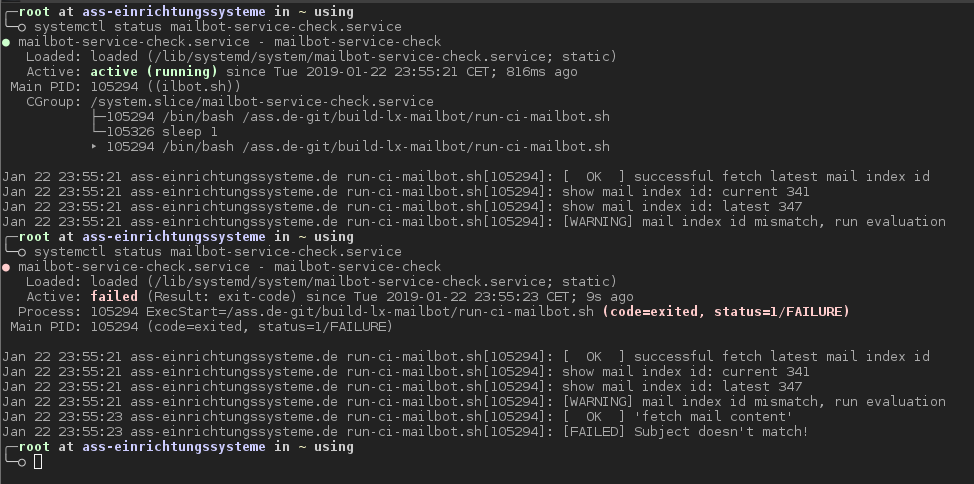 ╭─root at ass-einrichtungssysteme in ~ using
╰─○ systemctl status mailbot-service-check.service
● mailbot-service-check.service - mailbot-service-check
   Loaded: loaded (/lib/systemd/system/mailbot-service-check.service; static)
   Active: active (running) since Tue 2019-01-22 23:55:21 CET; 816ms ago
 Main PID: 105294 ((ilbot.sh))
   CGroup: /system.slice/mailbot-service-check.service
           ├─105294 /bin/bash /ass.de-git/build-lx-mailbot/run-ci-mailbot.sh
           └─105326 sleep 1
           ‣ 105294 /bin/bash /ass.de-git/build-lx-mailbot/run-ci-mailbot.sh

Jan 22 23:55:21 ass-einrichtungssysteme.de run-ci-mailbot.sh[105294]: [  OK  ] successful fetch latest mail index id
Jan 22 23:55:21 ass-einrichtungssysteme.de run-ci-mailbot.sh[105294]: show mail index id: current 341
Jan 22 23:55:21 ass-einrichtungssysteme.de run-ci-mailbot.sh[105294]: show mail index id: latest 347
Jan 22 23:55:21 ass-einrichtungssysteme.de run-ci-mailbot.sh[105294]: [WARNING] mail index id mismatch, run evaluation
╭─root at ass-einrichtungssysteme in ~ using
╰─○ systemctl status mailbot-service-check.service
● mailbot-service-check.service - mailbot-service-check
   Loaded: loaded (/lib/systemd/system/mailbot-service-check.service; static)
   Active: failed (Result: exit-code) since Tue 2019-01-22 23:55:23 CET; 9s ago
  Process: 105294 ExecStart=/ass.de-git/build-lx-mailbot/run-ci-mailbot.sh (code=exited, status=1/FAILURE)
 Main PID: 105294 (code=exited, status=1/FAILURE)

Jan 22 23:55:21 ass-einrichtungssysteme.de run-ci-mailbot.sh[105294]: [  OK  ] successful fetch latest mail index id
Jan 22 23:55:21 ass-einrichtungssysteme.de run-ci-mailbot.sh[105294]: show mail index id: current 341
Jan 22 23:55:21 ass-einrichtungssysteme.de run-ci-mailbot.sh[105294]: show mail index id: latest 347
Jan 22 23:55:21 ass-einrichtungssysteme.de run-ci-mailbot.sh[105294]: [WARNING] mail index id mismatch, run evaluation
Jan 22 23:55:23 ass-einrichtungssysteme.de run-ci-mailbot.sh[105294]: [  OK  ] 'fetch mail content'
Jan 22 23:55:23 ass-einrichtungssysteme.de run-ci-mailbot.sh[105294]: [FAILED] Subject doesn't match!
╭─root at ass-einrichtungssysteme in ~ using
╰─○